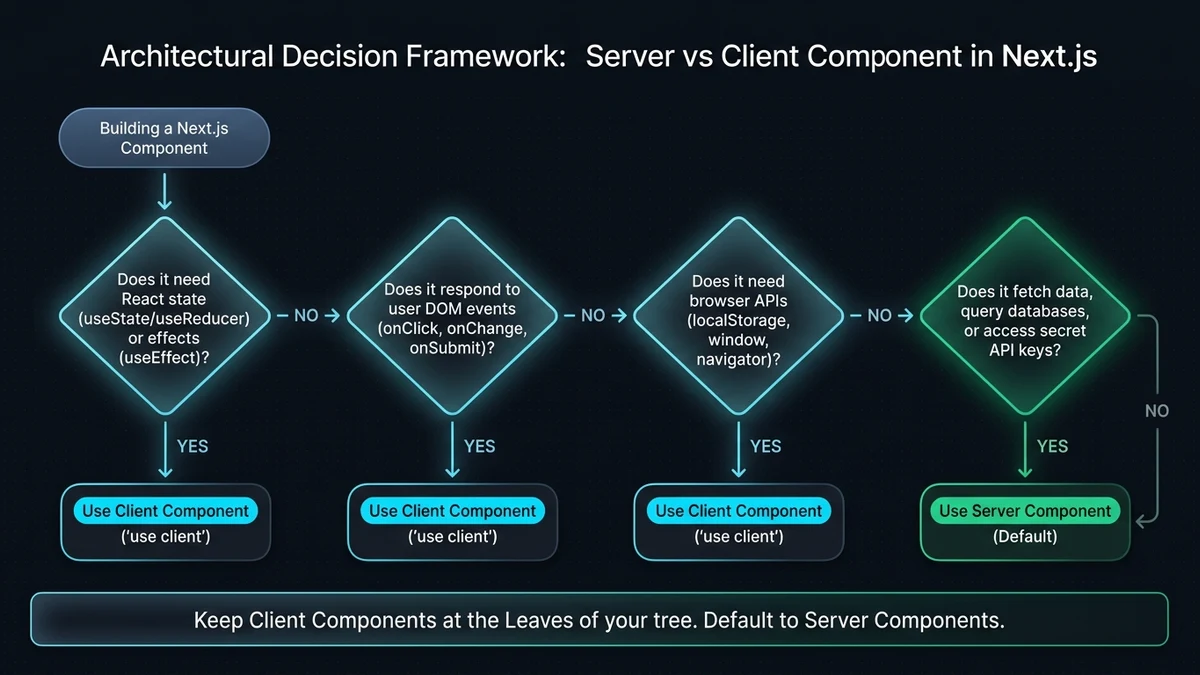 Architectural Decision Framework: Server vs Client Component in Next.js
Building a Next.js
Component
Does it need
React state
(useState/useReducer)
or effects
(useEffect)?
NO
Does it respond to
user DOM events
(onClick, onChange,
onSubmit)?
NO
Does it need
browser APIs
(localStorage,
window,
navigator)?
NO
Does it fetch data,
query databases,
or access secret
API keys?
NO
YES
YES
YES
YES
Use Client Component
('use client')
Use Client Component
('use client')
Use Client Component
('use client')
Use Server Component
(Default)
Keep Client Components at the Leaves of your tree. Default to Server Components.